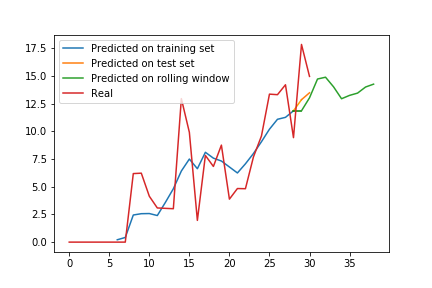 17.5
15.0
12.5
10.0
7.5
5.0
2.5
0.0
Predicted on training set
Predicted on test set
Predicted on rolling window
Real
0 5 10 15 20 25 30 35